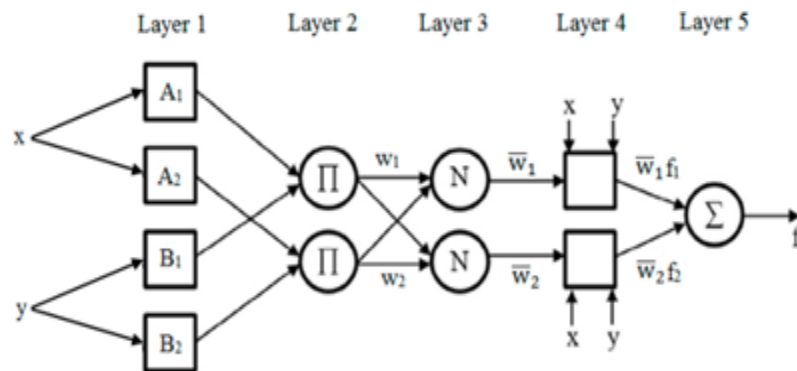 Layer 1 Layer 2 Layer 3 Layer 4 Layer 5
A₁
x y
x
A₂
∏ w₁ N w̅₁ w̅₁f₁
∑
f
B₁
∏ w₂ N w̅₂ w̅₂f₂
y
x y
B₂